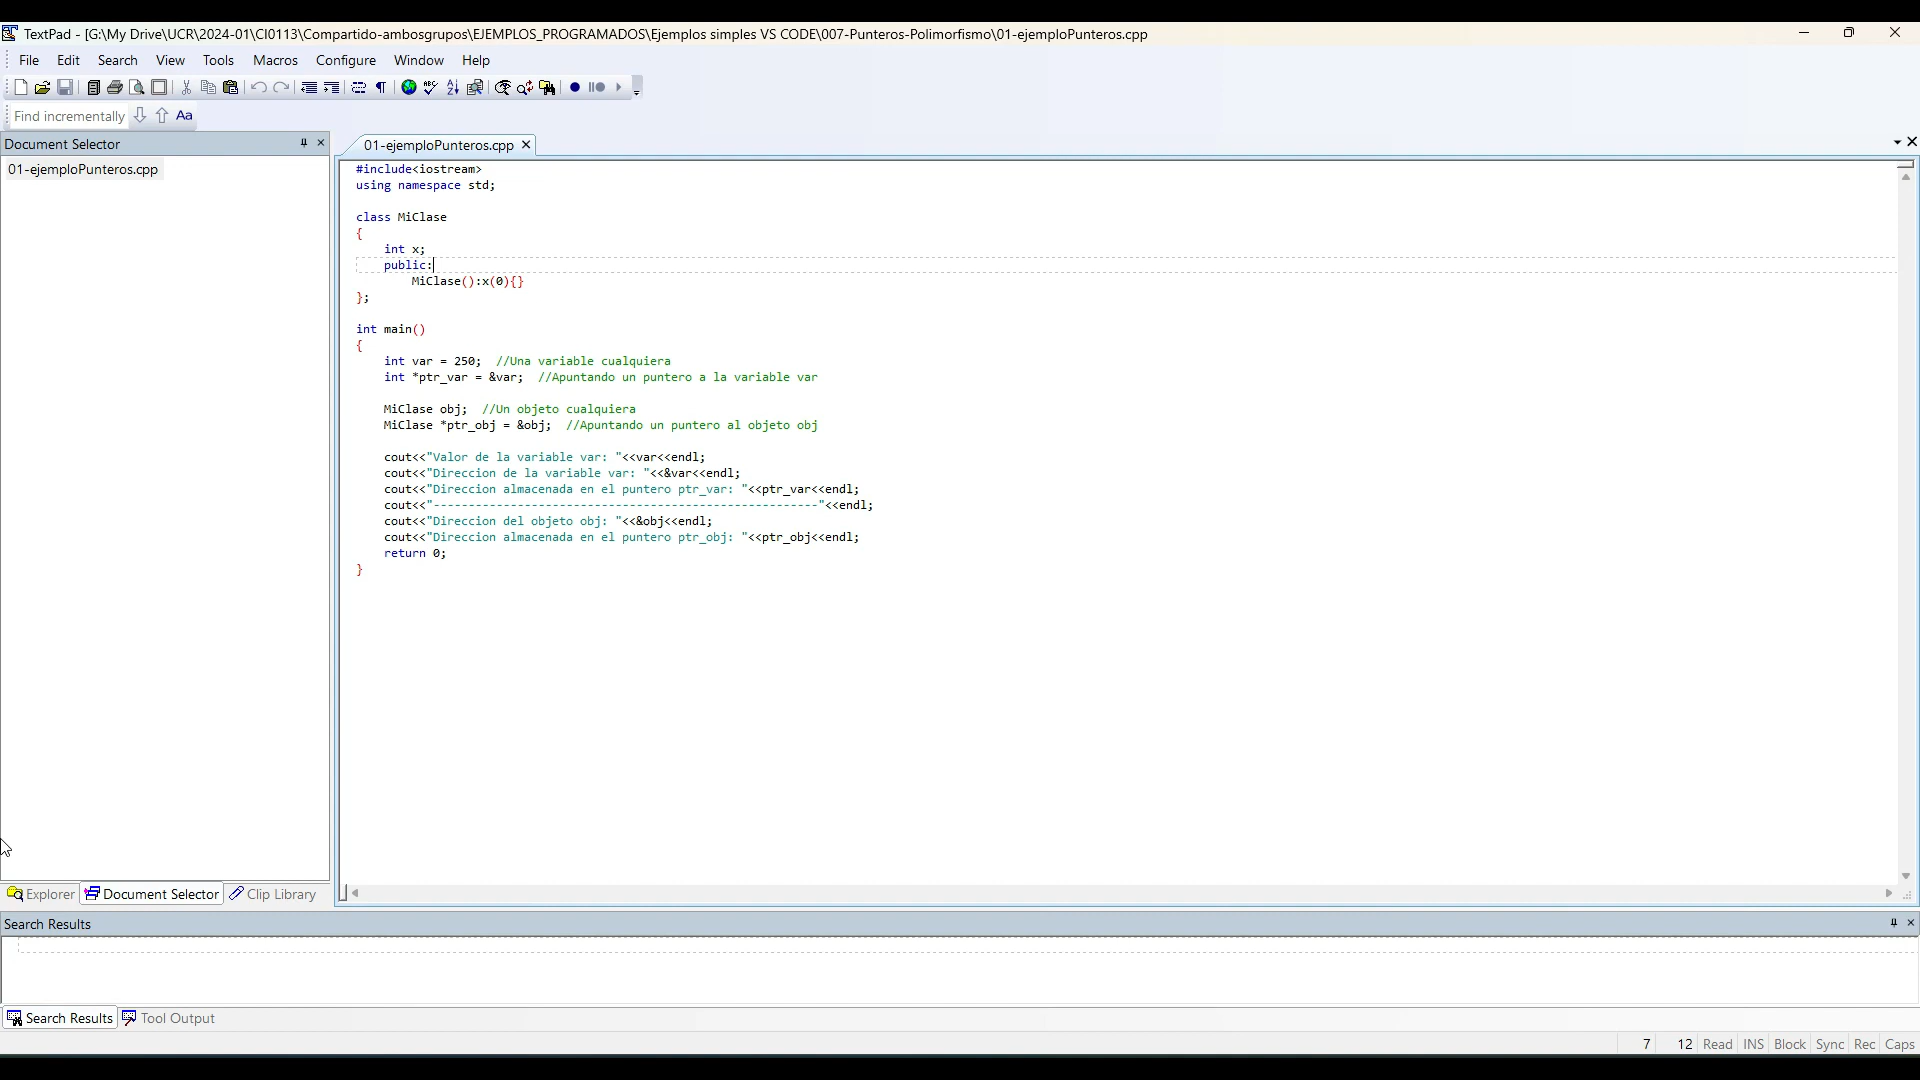 TextPad - [G:\My Drive\UCR\2024-01\CI0113\Compartido-ambosgrupos\EJEMPLOS_PROGRAMADOS\Ejemplos simples VS CODE\007-Punteros-Polimorfismo\01-ejemploPunteros.cpp
File Edit Search View Tools Macros Configure Window Help
Find incrementally Aa
Document Selector
01-ejemploPunteros.cpp
01-ejemploPunteros.cpp
#include<iostream>
using namespace std;
class MiClase
{
int x;
public:
MiClase():x(0){}
};
int main()
{
int var = 250; //Una variable cualquiera
int *ptr_var = &var; //Apuntando un puntero a la variable var
MiClase obj; //Un objeto cualquiera
MiClase *ptr_obj = &obj; //Apuntando un puntero al objeto obj
cout<<"Valor de la variable var: "<<var<<endl;
cout<<"Direccion de la variable var: "<<&var<<endl;
cout<<"Direccion almacenada en el puntero ptr_var: "<<ptr_var<<endl;
cout<<"-------------------------------------------------------"<<endl;
cout<<"Direccion del objeto obj: "<<&obj<<endl;
cout<<"Direccion almacenada en el puntero ptr_obj: "<<ptr_obj<<endl;
return 0;
}
Explorer Document Selector Clip Library
Search Results
Search Results Tool Output
7 12 Read INS Block Sync Rec Caps